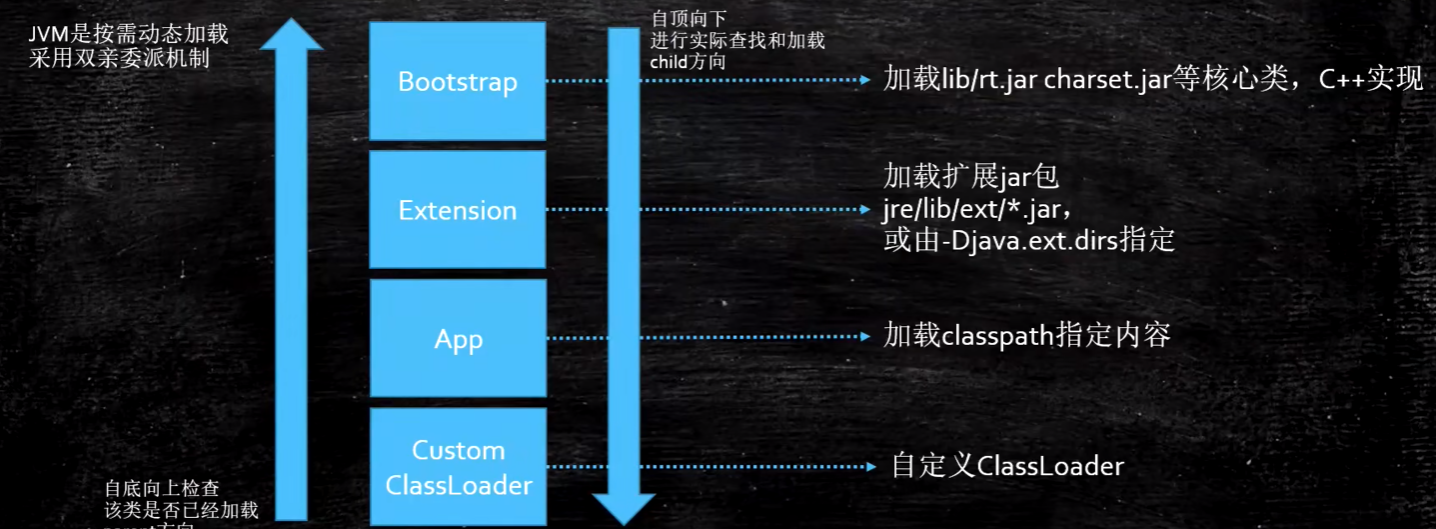 JVM是按需动态加载
采用双亲委派机制
自顶向下
进行实际查找和加载
child方向
Bootstrap
加载lib/rt.jar charset.jar等核心类，C++实现
Extension
加载扩展jar包
jre/lib/ext/*.jar，
或由-Djava.ext.dirs指定
App
加载classpath指定内容
Custom
ClassLoader
自定义ClassLoader
自底向上检查
该类是否已经加载
parent方向